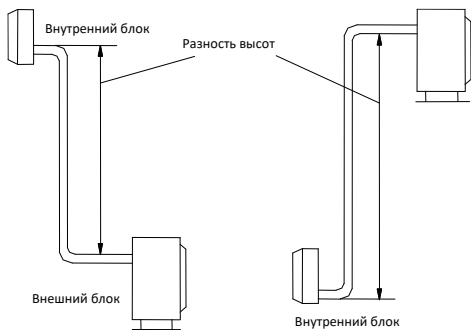 Внутренний блок
Разность высот
Внешний блок
Внутренний блок